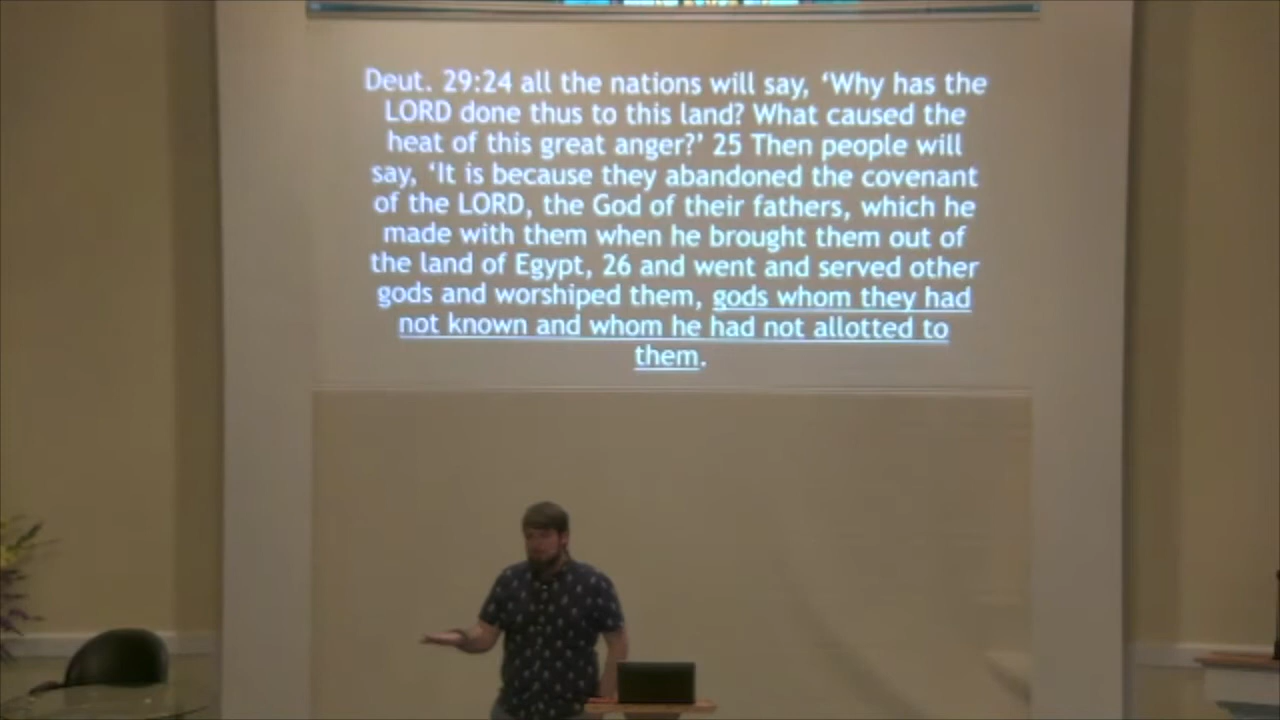 Deut. 29:24 all the nations will say, ‘Why has the
LORD done thus to this land? What caused the
heat of this great anger?’ 25 Then people will
say, ‘It is because they abandoned the covenant
of the LORD, the God of their fathers, which he
made with them when he brought them out of
the land of Egypt, 26 and went and served other
gods and worshiped them, gods whom they had
not known and whom he had not allotted to
them.